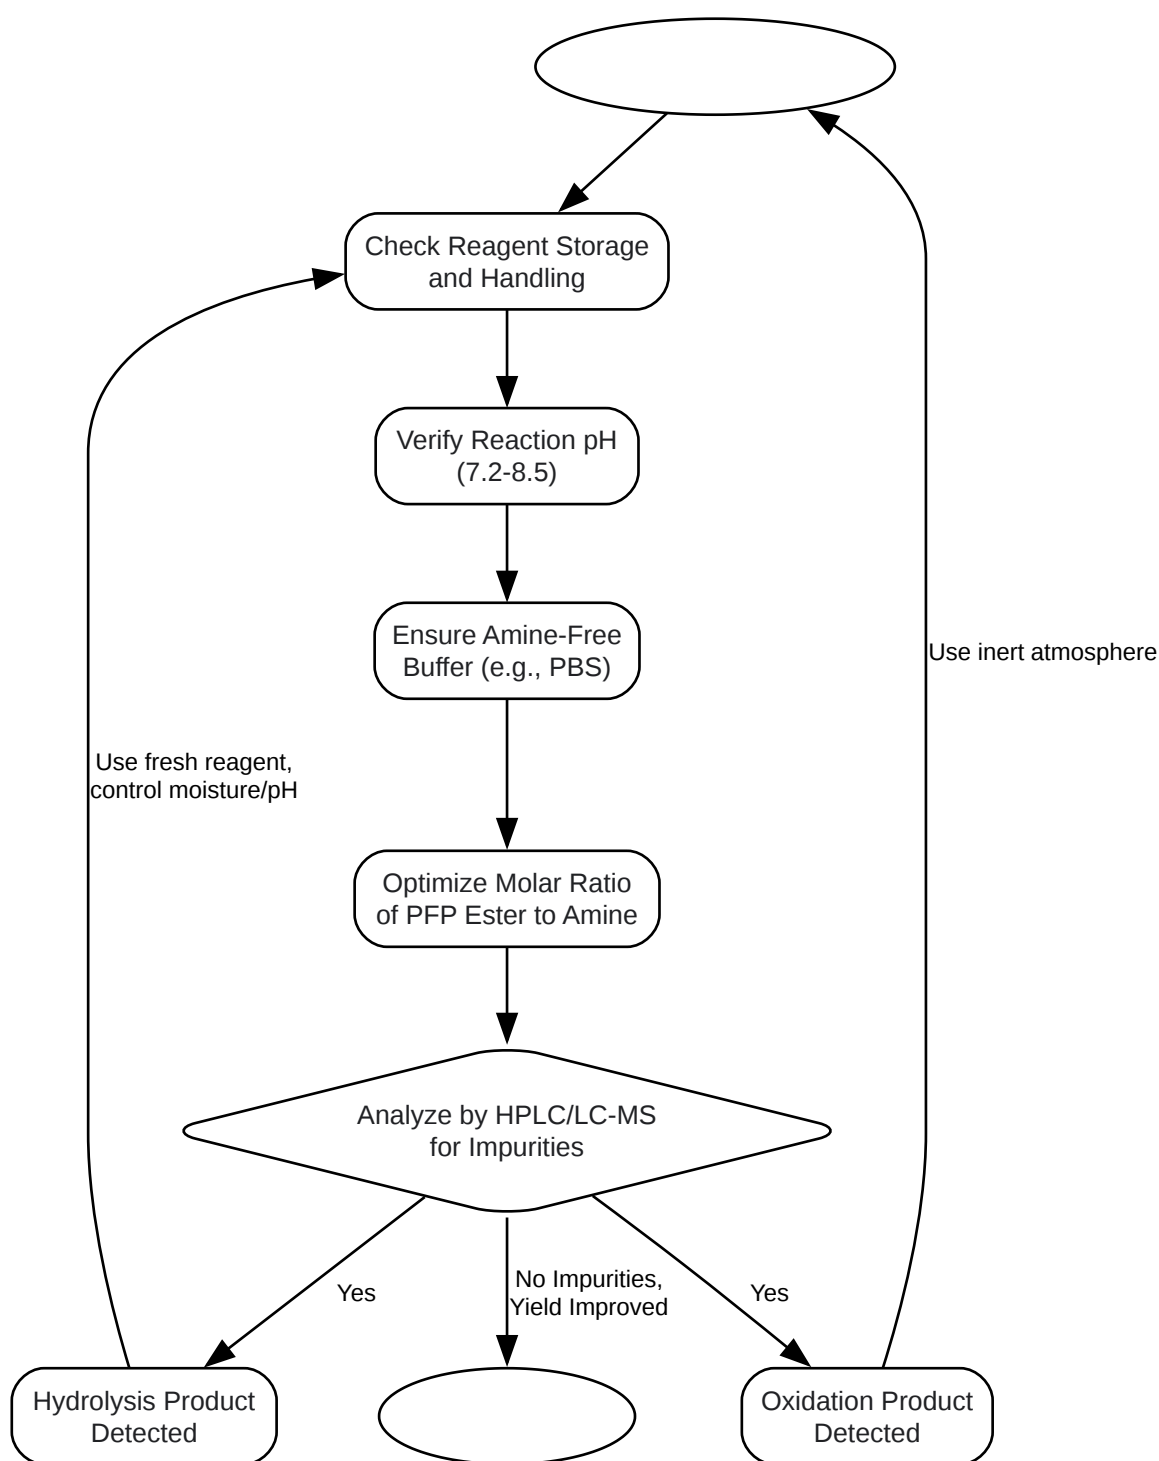 Check Reagent Storage
and Handling
Verify Reaction pH
(7.2-8.5)
Ensure Amine-Free
Buffer (e.g., PBS)
Use inert atmosphere
Use fresh reagent,
control moisture/pH
Optimize Molar Ratio
of PFP Ester to Amine
Analyze by HPLC/LC-MS
for Impurities
Yes
No Impurities,
Yield Improved
Yes
Hydrolysis Product
Detected
Oxidation Product
Detected